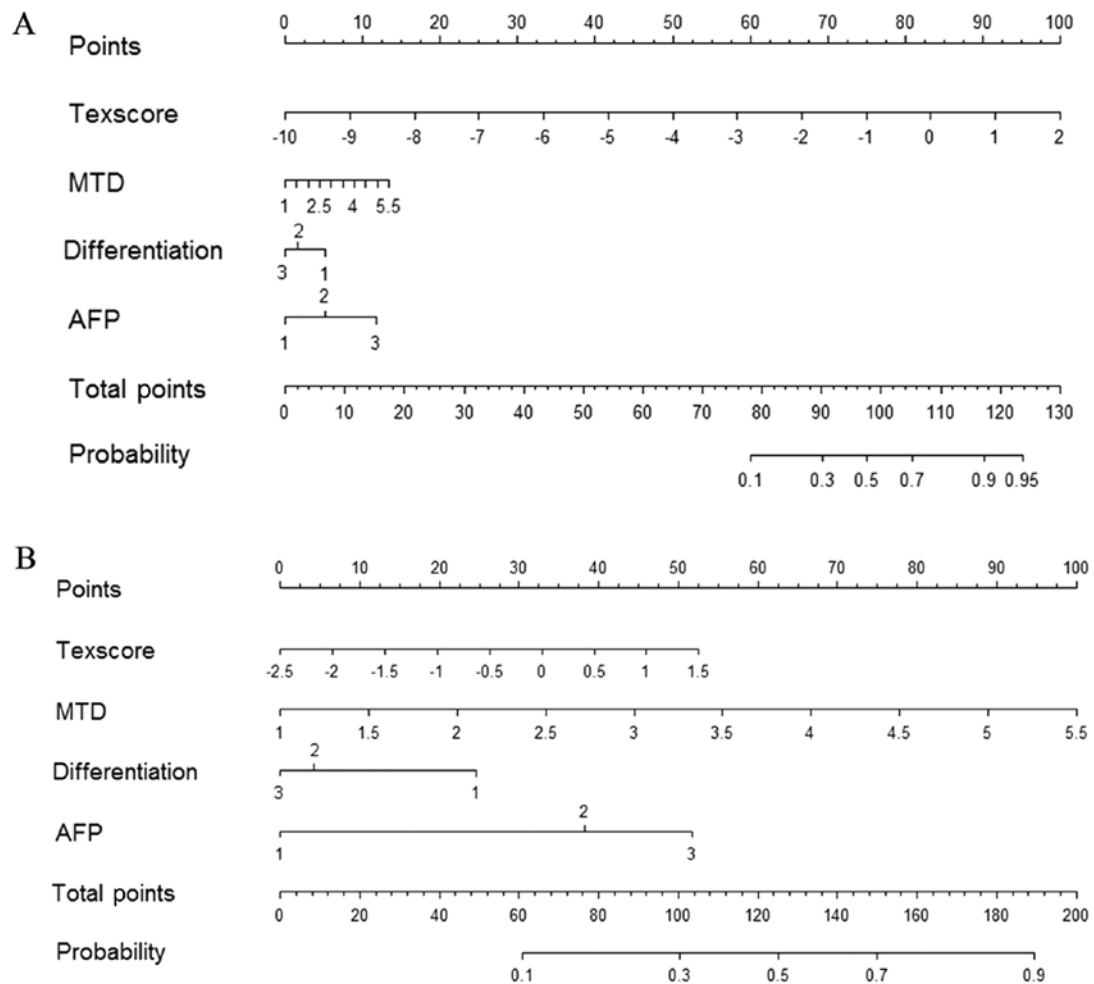 A
0 10 20 30 40 50 60 70 80 90 100
Points
Texscore
-10 -9 -8 -7 -6 -5 -4 -3 -2 -1 0 1 2
MTD
1 2.5 4 5.5
2
Differentiation
3 1
2
AFP
1 3
Total points
0 10 20 30 40 50 60 70 80 90 100 110 120 130
Probability
0.1 0.3 0.5 0.7 0.9 0.95
B
0 10 20 30 40 50 60 70 80 90 100
Points
Texscore
-2.5 -2 -1.5 -1 -0.5 0 0.5 1 1.5
MTD
1 1.5 2 2.5 3 3.5 4 4.5 5 5.5
2
Differentiation
3 1
2
AFP
1 3
Total points
0 20 40 60 80 100 120 140 160 180 200
Probability
0.1 0.3 0.5 0.7 0.9